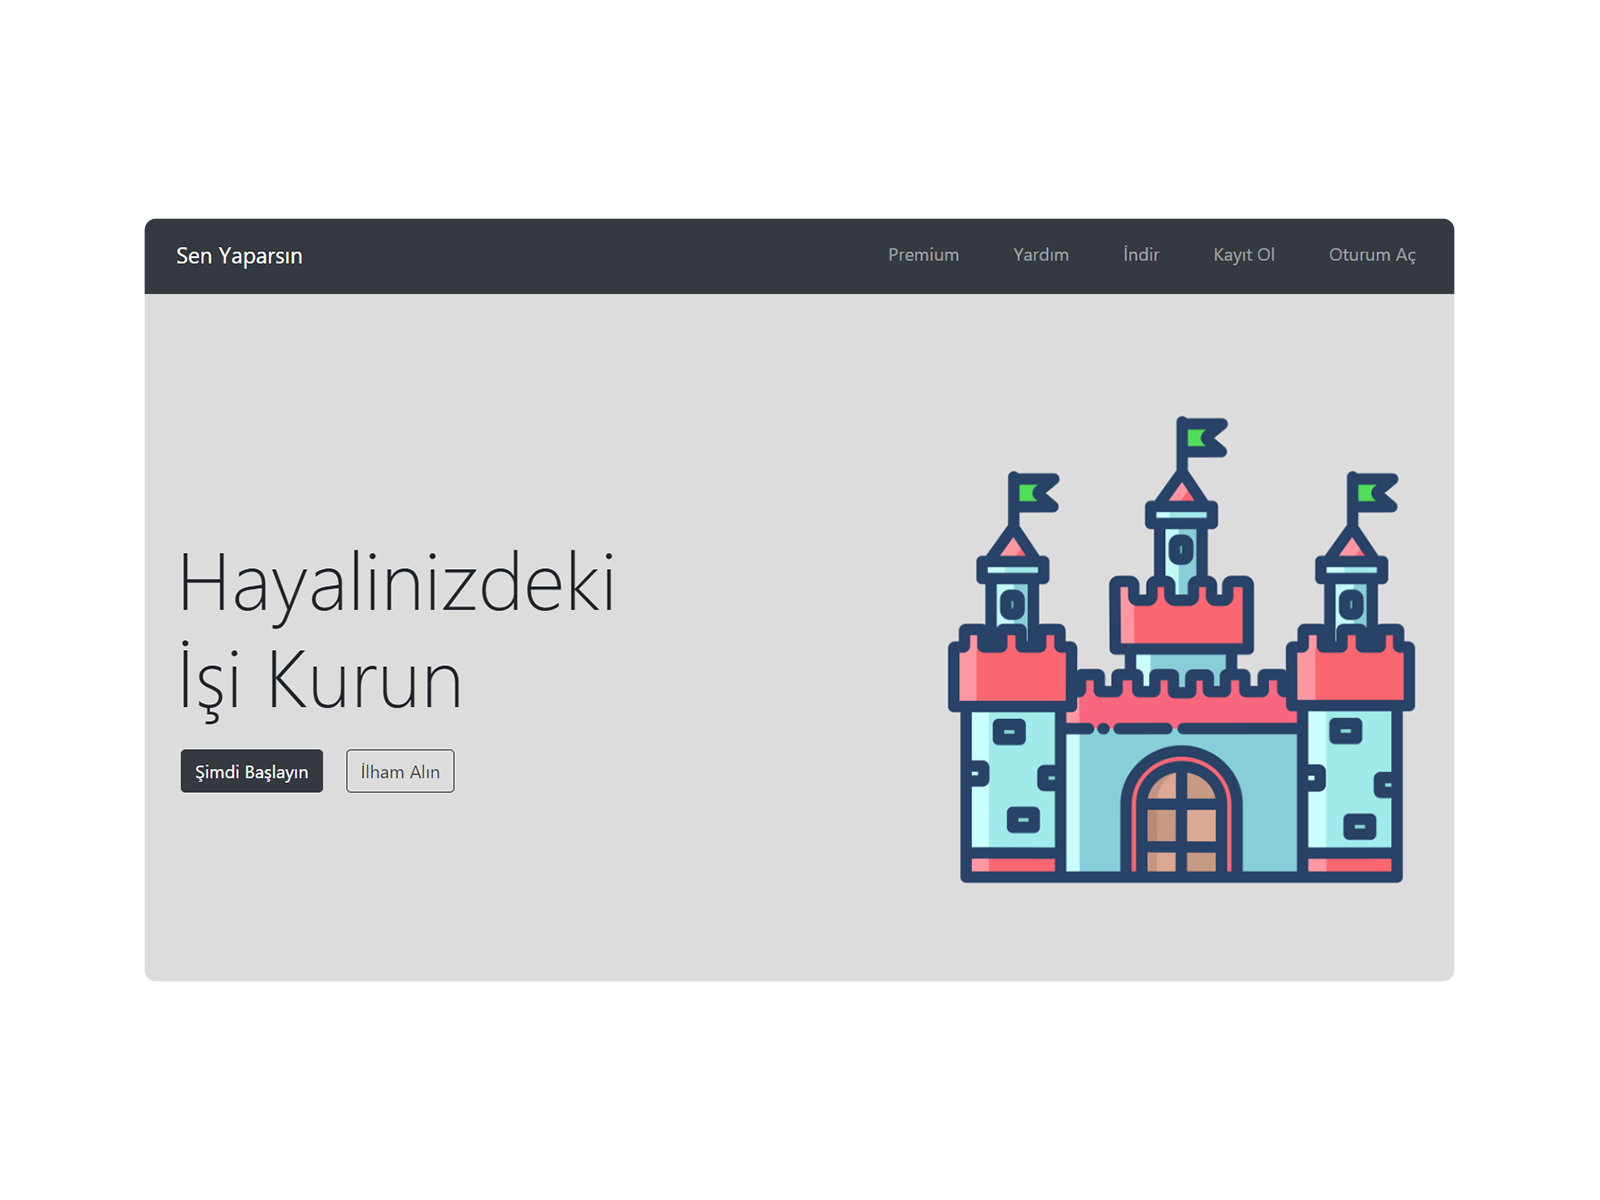 Sen Yaparsın
Premium
Yardım
İndir
Kayıt Ol
Oturum Aç
Hayalinizdeki
İşi Kurun
Şimdi Başlayın
İlham Alın